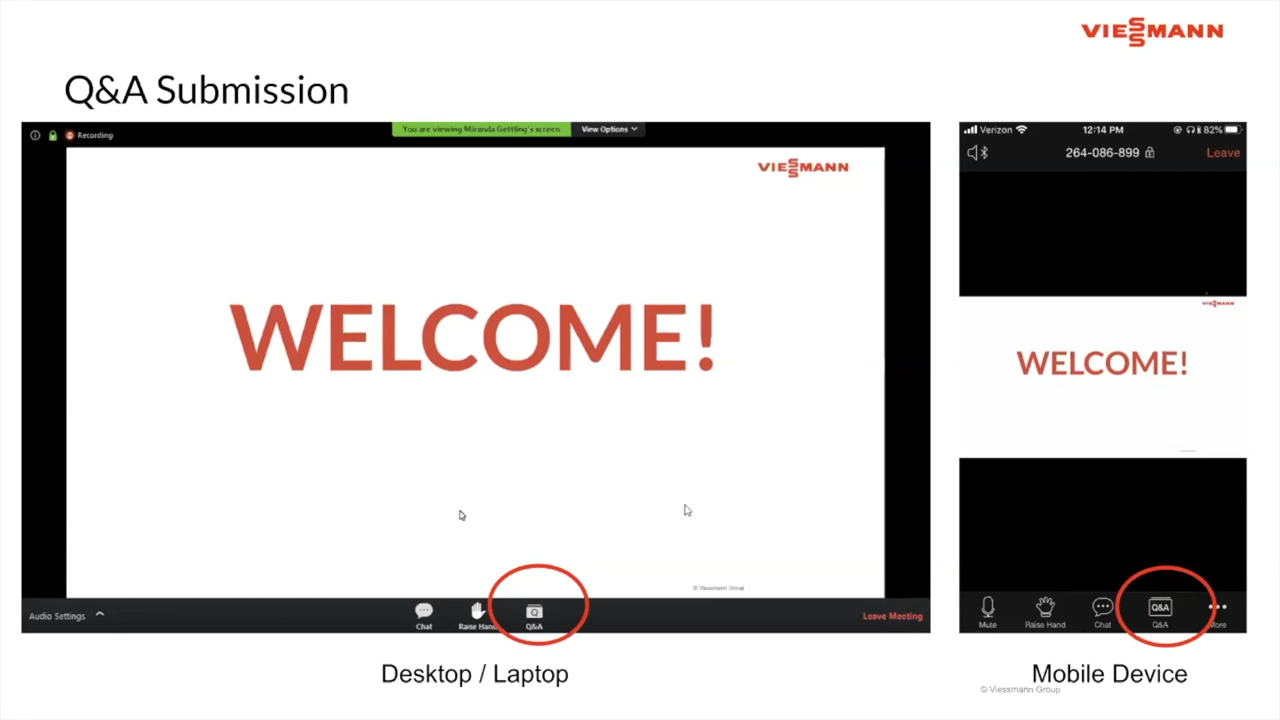 VIESSMANN
Q&A Submission
Recording
You are viewing Miranda Gettling's screen
View Options
VIESSMANN
WELCOME!
© Viessmann Group
Audio Settings
Chat
Raise Hand
Q&A
Leave Meeting
Desktop / Laptop
Verizon
12:14 PM
82%
264-086-899
Leave
VIESSMANN
WELCOME!
Mute
Raise Hand
Chat
Q&A
Q&A
More
Mobile Device
© Viessmann Group